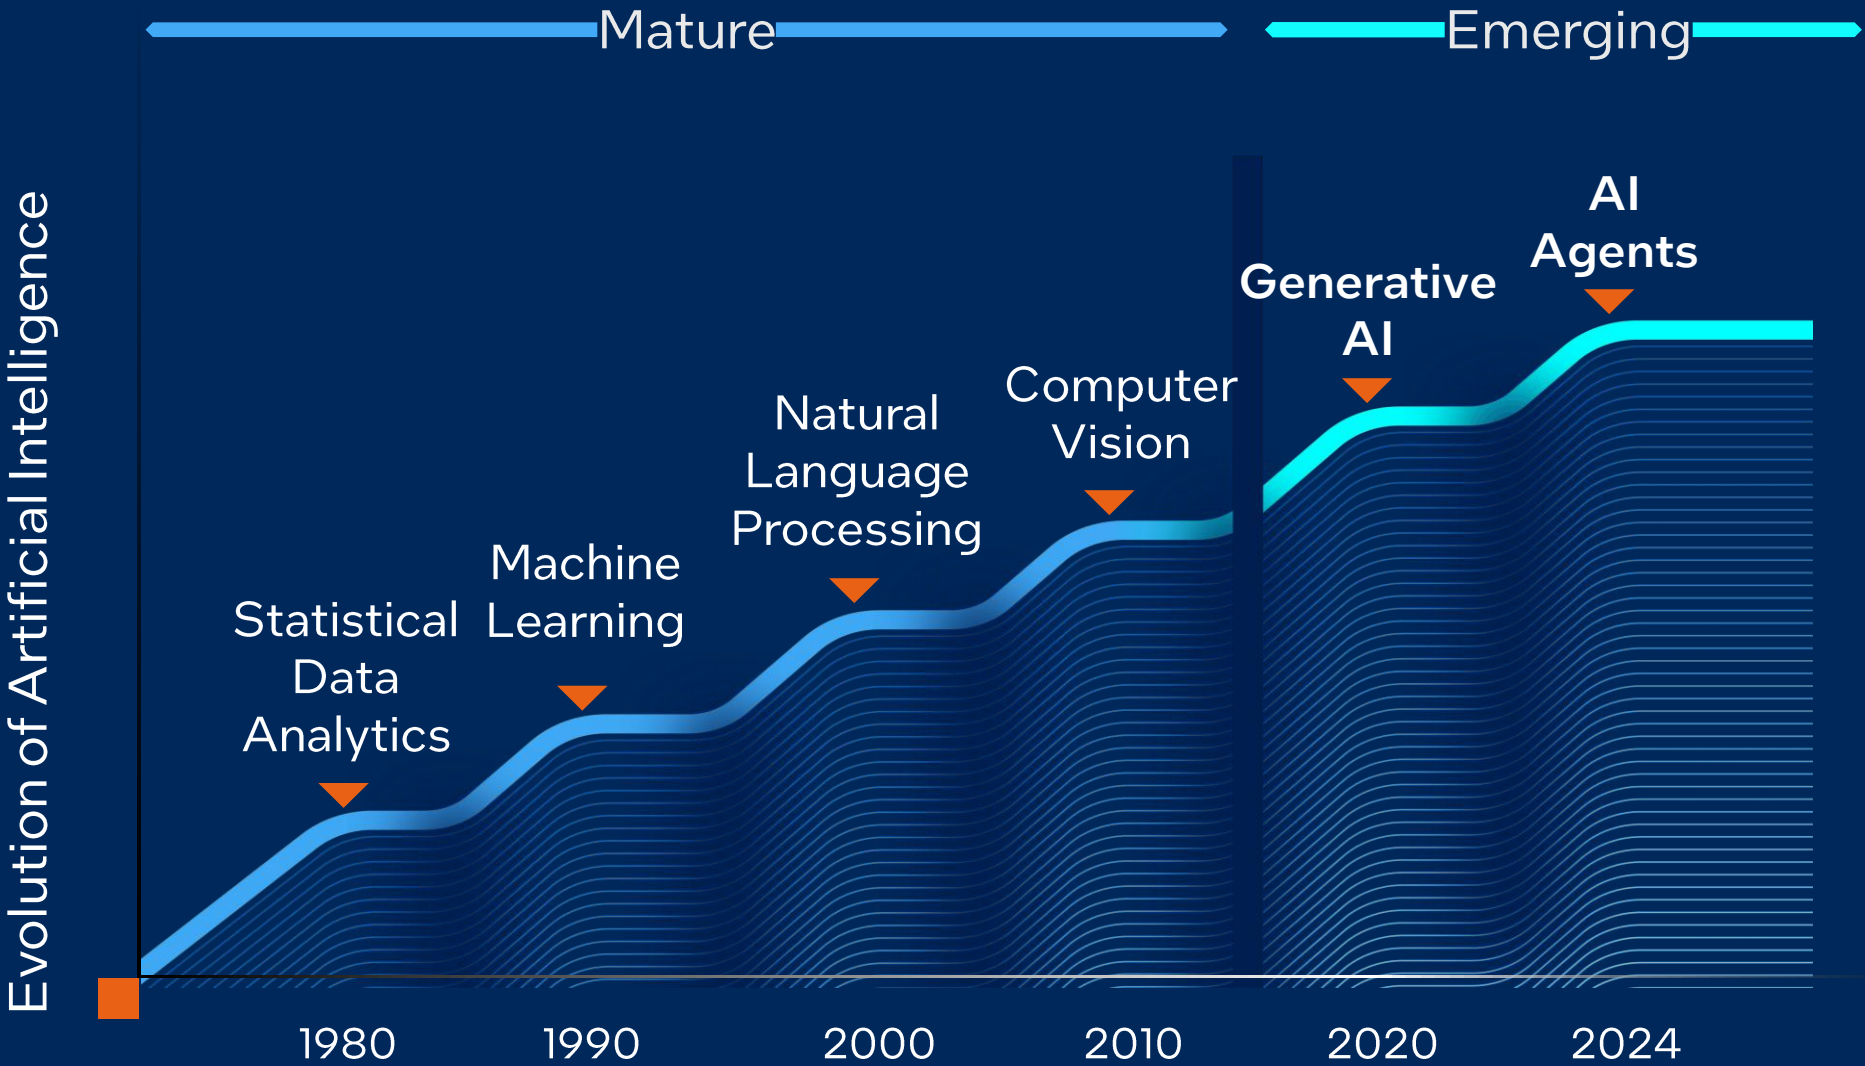 Mature
Emerging
Evolution of Artificial Intelligence
Statistical
Data
Analytics
Machine
Learning
Natural
Language
Processing
Computer
Vision
Generative
AI
AI
Agents
1980
1990
2000
2010
2020
2024